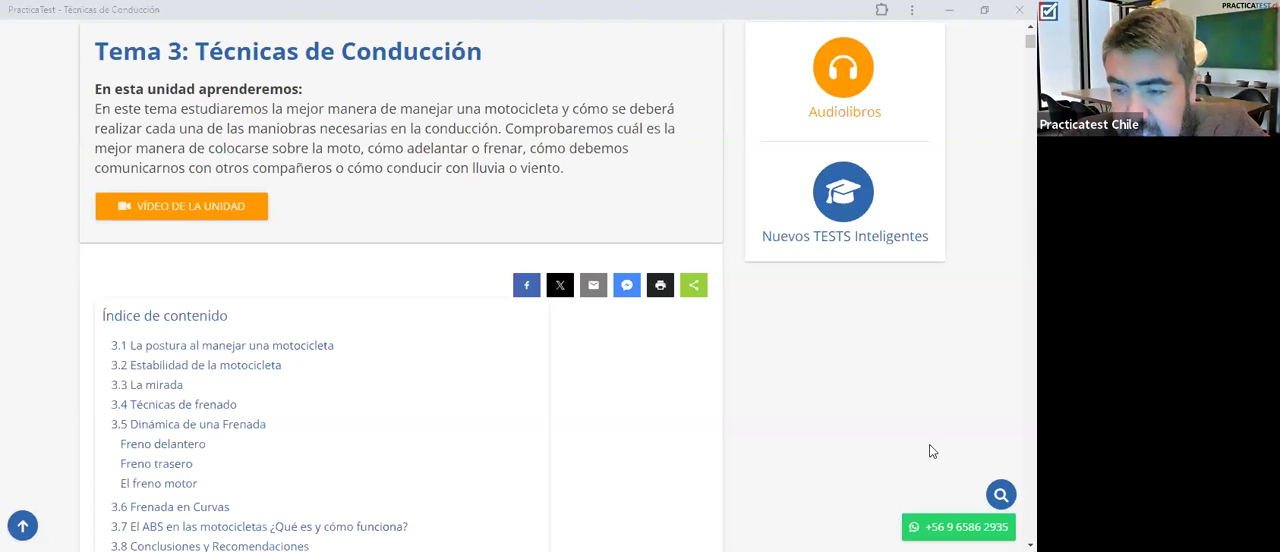 PracticaTest - Técnicas de Conducción
Tema 3: Técnicas de Conducción
En esta unidad aprenderemos:
En este tema estudiaremos la mejor manera de manejar una motocicleta y cómo se deberá
realizar cada una de las maniobras necesarias en la conducción. Comprobaremos cuál es la
mejor manera de colocarse sobre la moto, cómo adelantar o frenar, cómo debemos
comunicarnos con otros compañeros o cómo conducir con lluvia o viento.
VÍDEO DE LA UNIDAD
Índice de contenido
3.1 La postura al manejar una motocicleta
3.2 Estabilidad de la motocicleta
3.3 La mirada
3.4 Técnicas de frenado
3.5 Dinámica de una Frenada
Freno delantero
Freno trasero
El freno motor
3.6 Frenada en Curvas
3.7 El ABS en las motocicletas ¿Qué es y cómo funciona?
3.8 Conclusiones y Recomendaciones
Audiolibros
Nuevos TESTS Inteligentes
+56 9 6586 2935
PRACTICATEST
Practicatest Chile